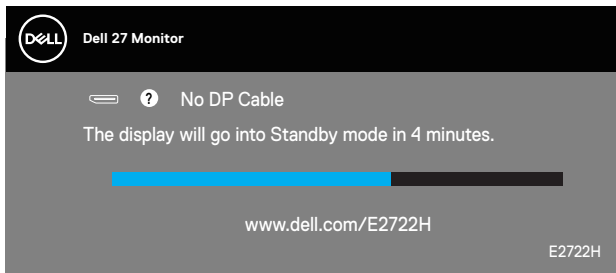 DELL
Dell 27 Monitor
? No DP Cable
The display will go into Standby mode in 4 minutes.
www.dell.com/E2722H
E2722H